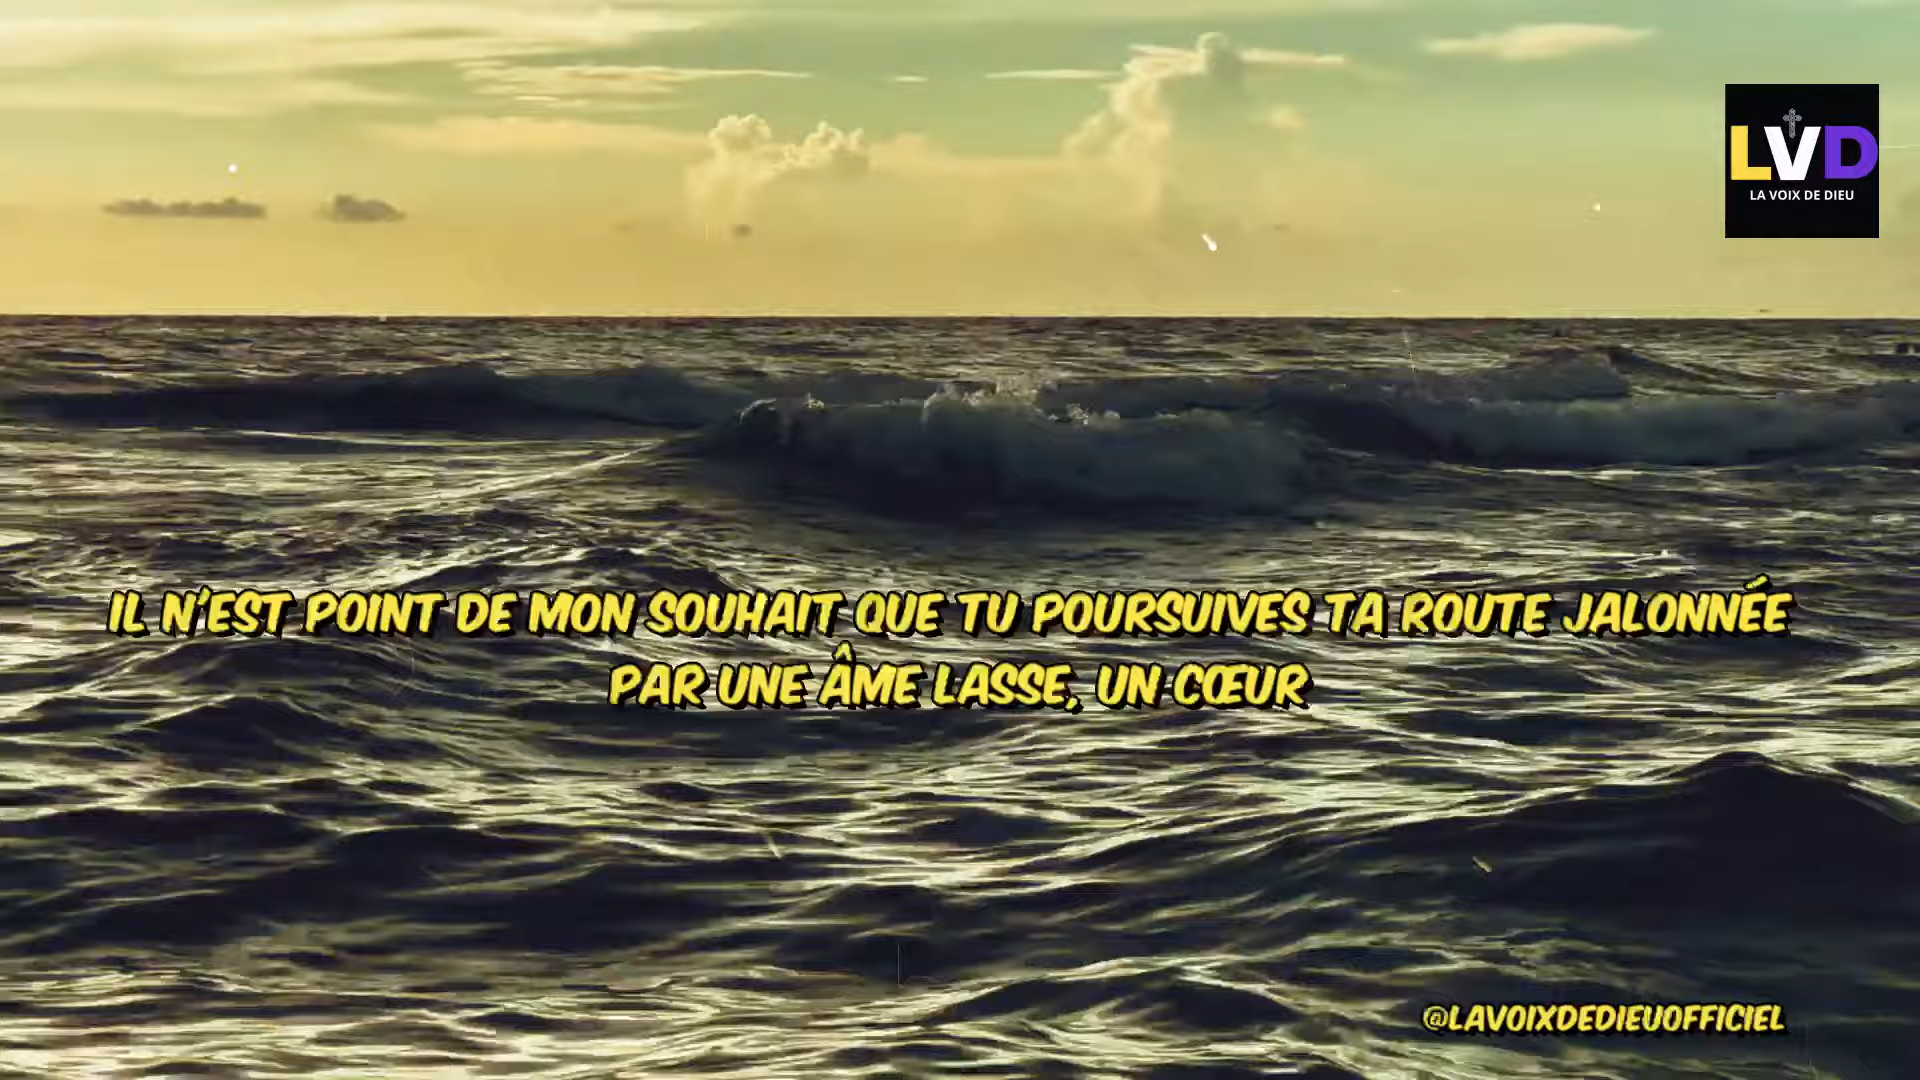 LVD
LA VOIX DE DIEU
IL N'EST POINT DE MON SOUHAIT QUE TU POURSUIVES TA ROUTE JALONNÉE
PAR UNE ÂME LASSE, UN CŒUR
@LAVOIXDEDIEUOFFICIEL